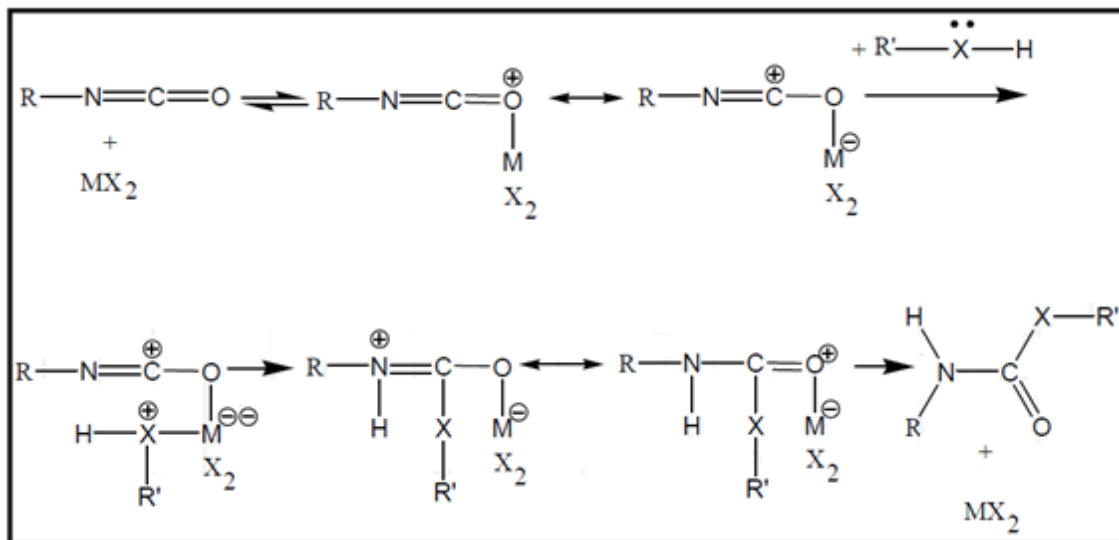 R—N=C=O
+
MX₂
R—N=C=O⊕
M
X₂
R—N=C⊕—O
M⊖
X₂
+ R'—X—H
R—N=C⊕—O
H—X⊕—M⊖⊖
X₂
R'
R—N⊕=C—O
H X M⊖
X₂
R'
R—N—C=O⊕
H X M⊖
X₂
R'
H X—R'
N—C
R O
+
MX₂